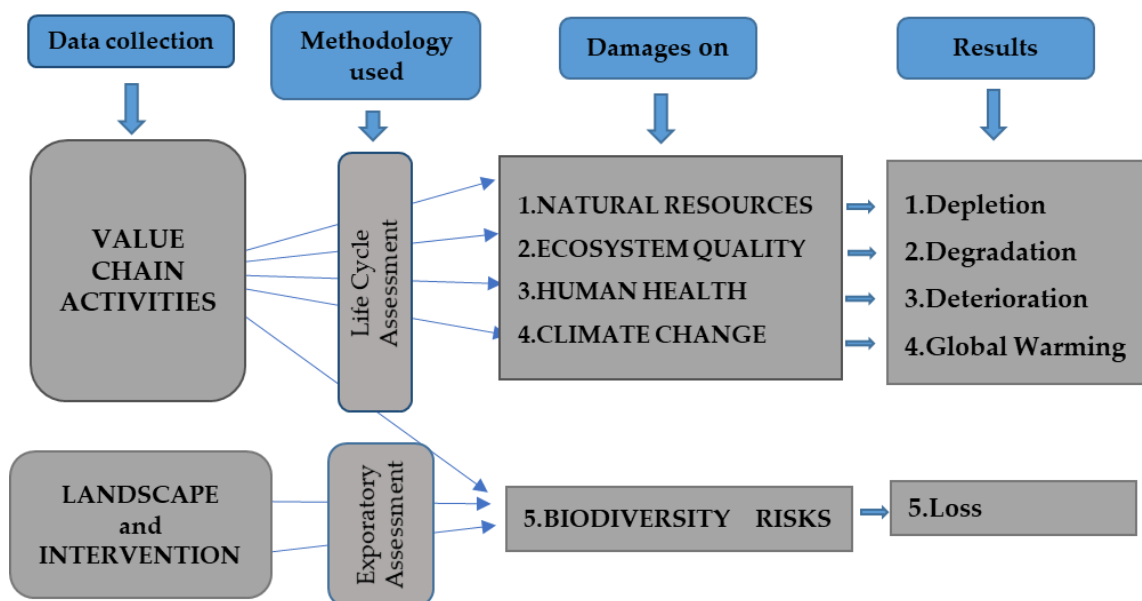 Data collection
Methodology
used
Damages on
Results
VALUE
CHAIN
ACTIVITIES
Life Cycle
Assessment
1.NATURAL RESOURCES
2.ECOSYSTEM QUALITY
3.HUMAN HEALTH
4.CLIMATE CHANGE
1.Depletion
2.Degradation
3.Deterioration
4.Global Warming
LANDSCAPE
and
INTERVENTION
Exporatory
Assessment
5.BIODIVERSITY RISKS
5.Loss